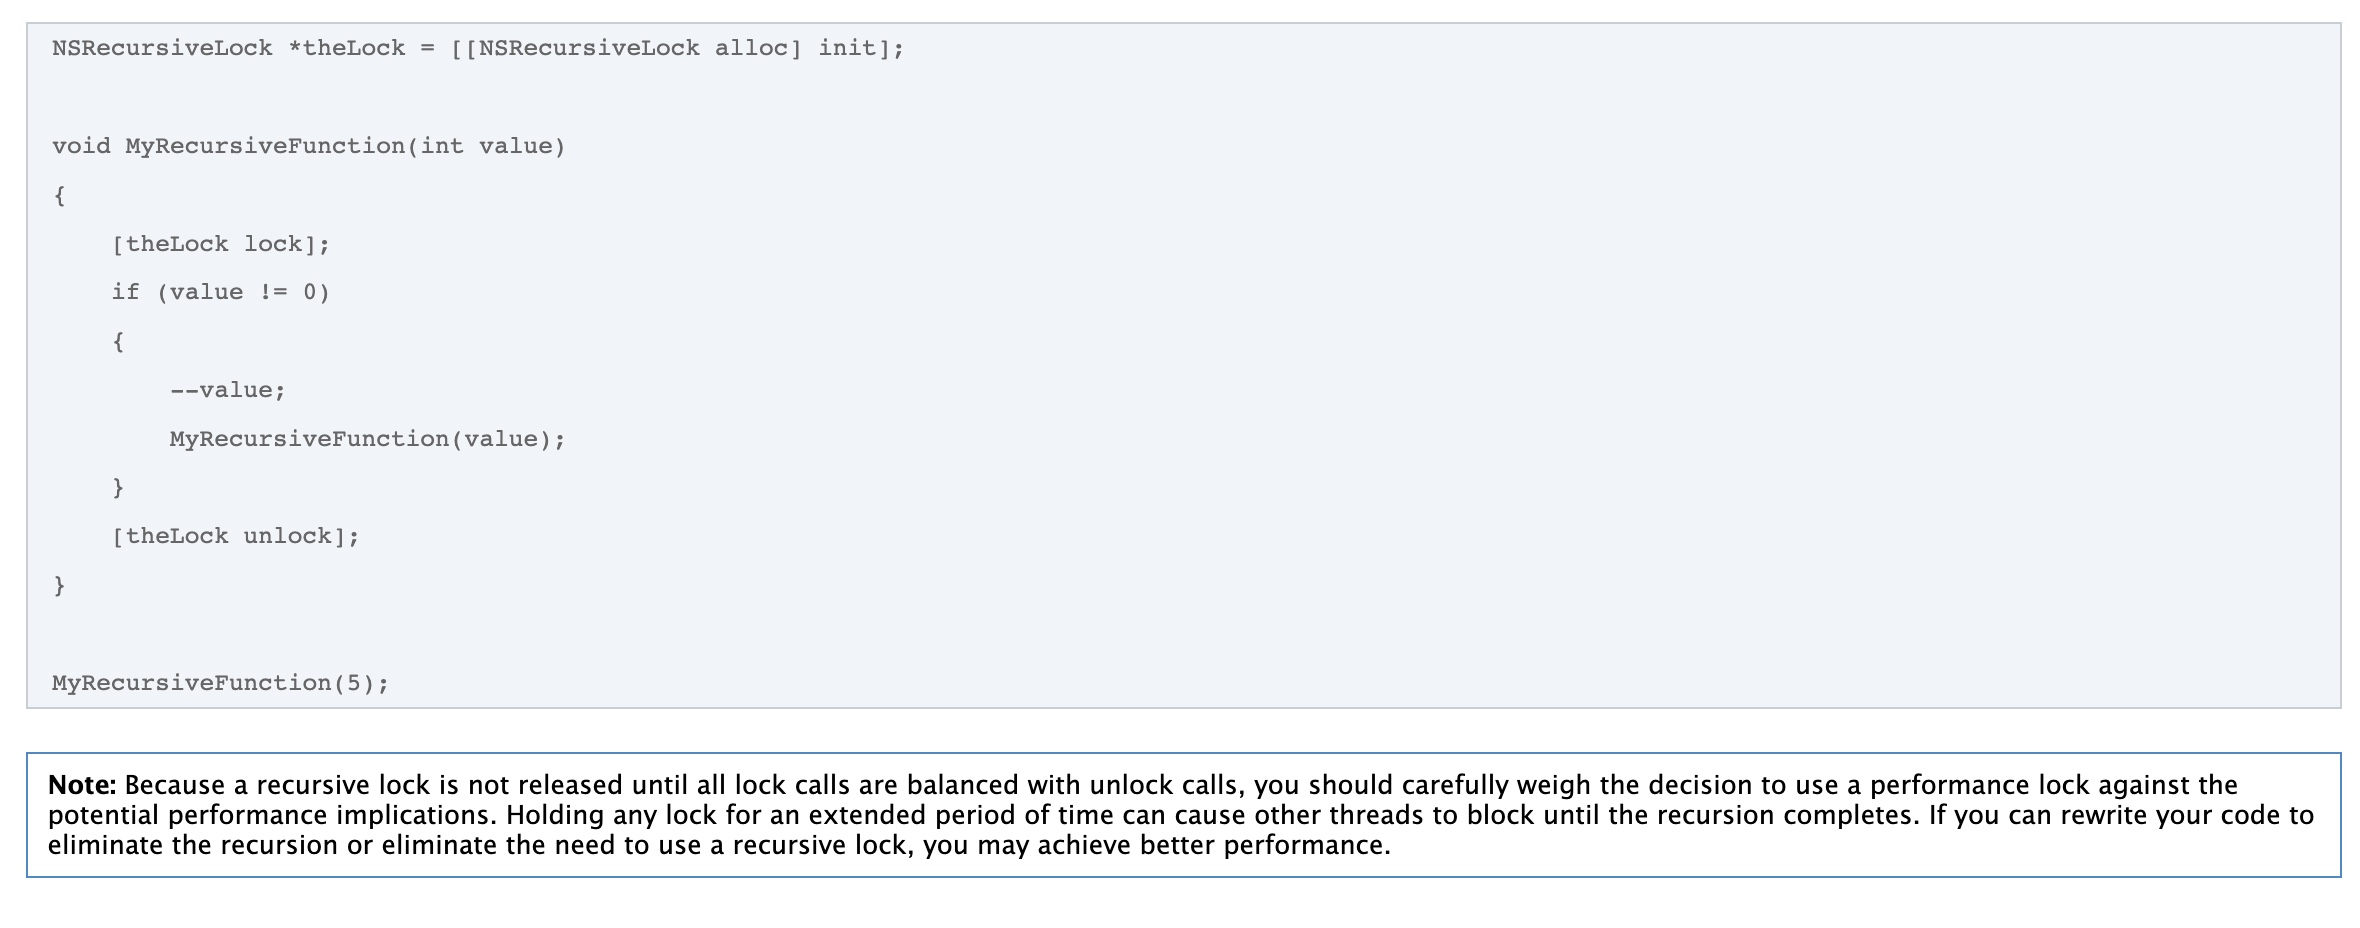 NSRecursiveLock *theLock = [[NSRecursiveLock alloc] init];
void MyRecursiveFunction(int value)
{
    [theLock lock];
    if (value != 0)
    {
        --value;
        MyRecursiveFunction(value);
    }
    [theLock unlock];
}
MyRecursiveFunction(5);
Note: Because a recursive lock is not released until all lock calls are balanced with unlock calls, you should carefully weigh the decision to use a performance lock against the
potential performance implications. Holding any lock for an extended period of time can cause other threads to block until the recursion completes. If you can rewrite your code to
eliminate the recursion or eliminate the need to use a recursive lock, you may achieve better performance.